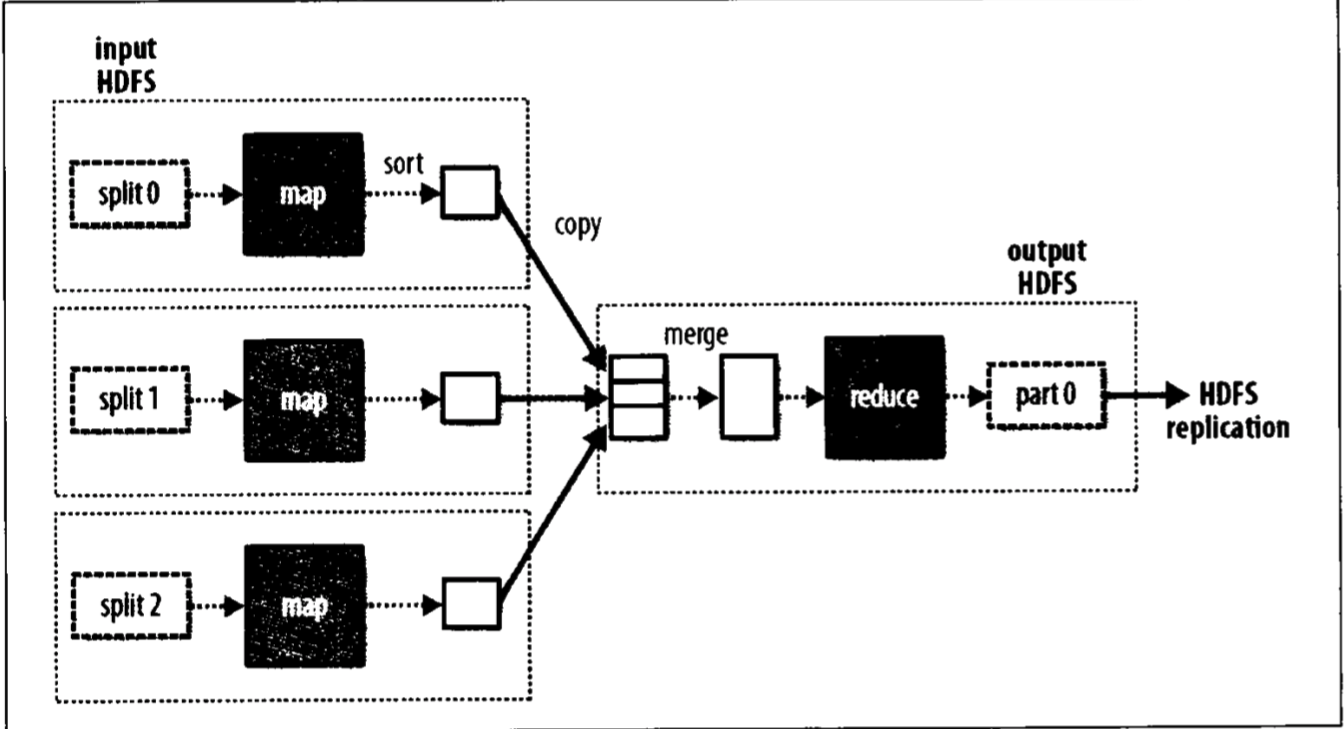 input
HDFS
split 0
map
sort
copy
split 1
map
split 2
map
output
HDFS
merge
reduce
part 0
HDFS
replication